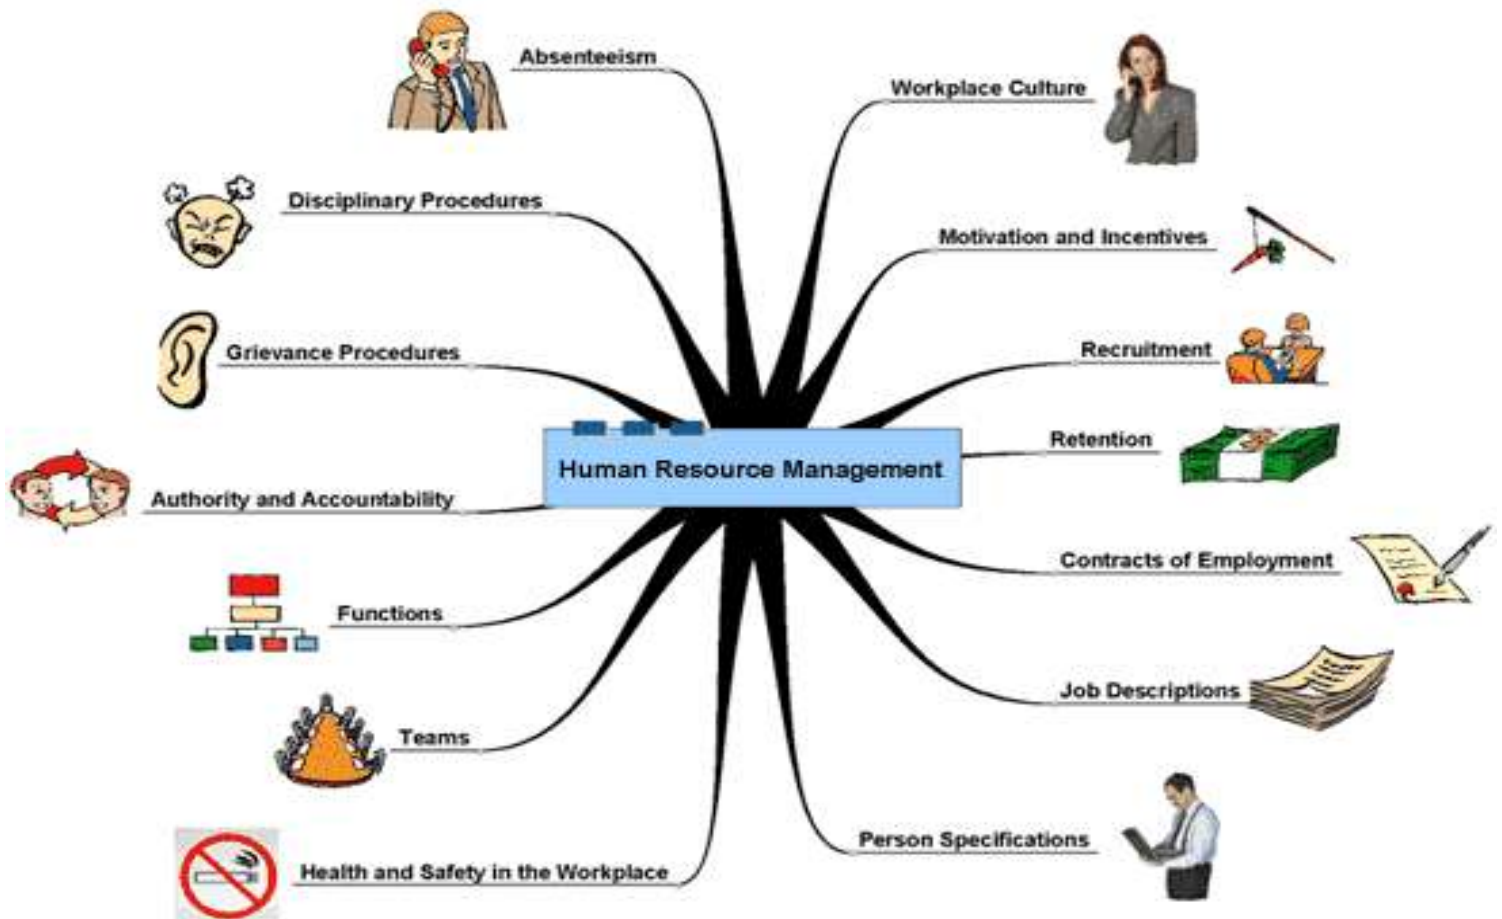 Absenteeism
Workplace Culture
Disciplinary Procedures
Motivation and Incentives
Grievance Procedures
Recruitment
Retention
Human Resource Management
Authority and Accountability
Contracts of Employment
Functions
Job Descriptions
Teams
Person Specifications
Health and Safety in the Workplace